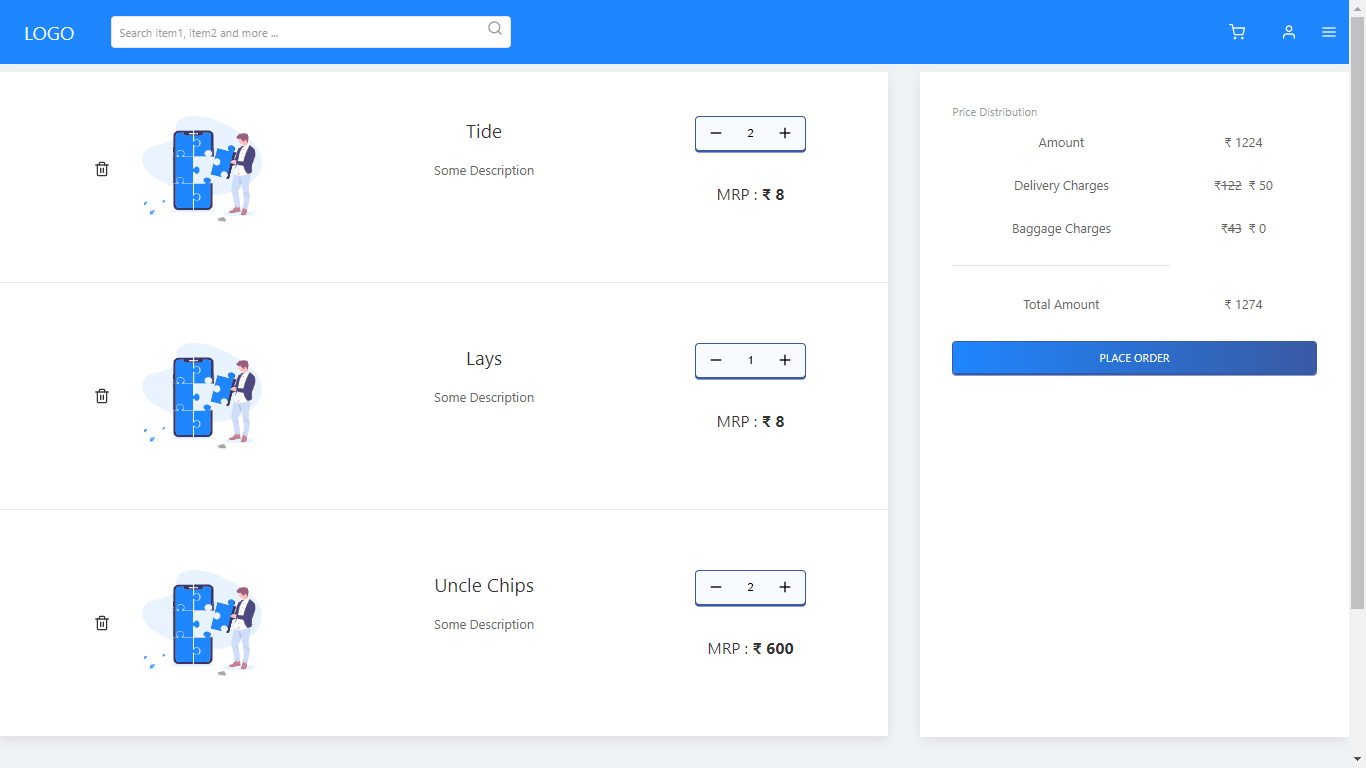 LOGO
Search item1, item2 and more ...
Tide
Some Description
2
MRP : ₹ 8
Lays
Some Description
1
MRP : ₹ 8
Uncle Chips
Some Description
2
MRP : ₹ 600
Price Distribution
Amount ₹ 1224
Delivery Charges ₹122 ₹ 50
Baggage Charges ₹43 ₹ 0
Total Amount ₹ 1274
PLACE ORDER